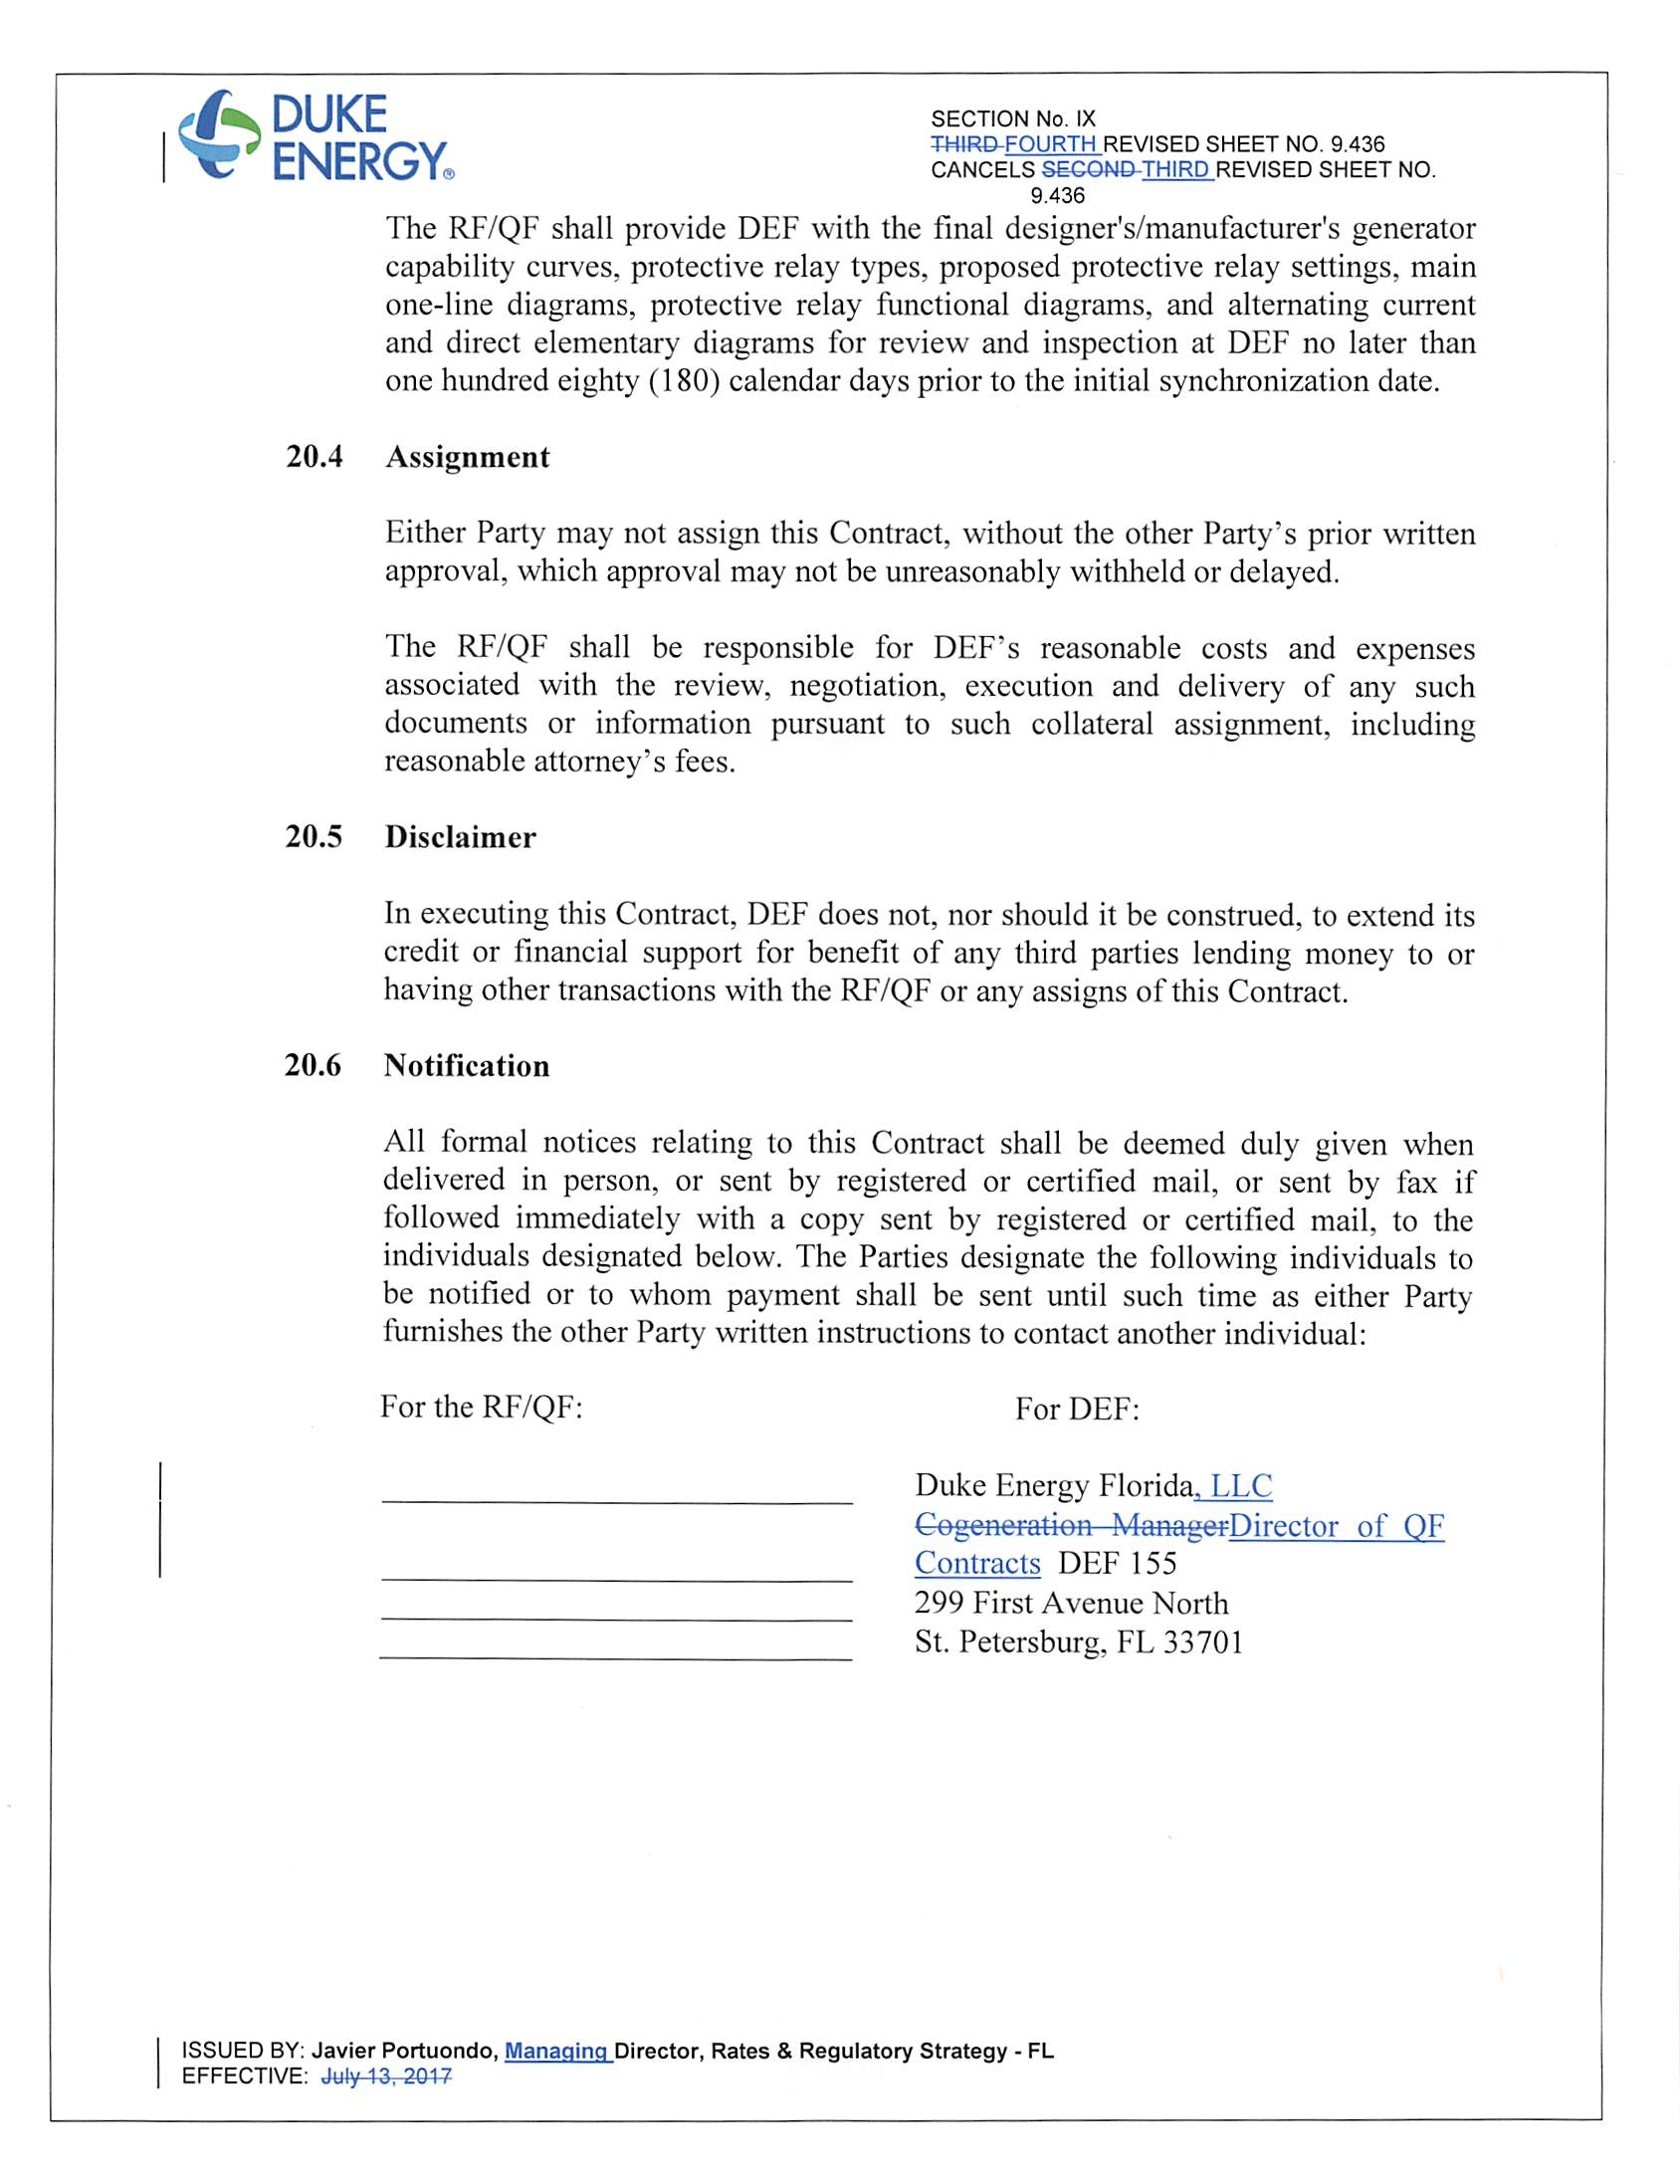 DUKE
ENERGY®
SECTION No. IX
THIRD FOURTH REVISED SHEET NO. 9.436
CANCELS SECOND THIRD REVISED SHEET NO.
9.436
The RF/QF shall provide DEF with the final designer's/manufacturer's generator
capability curves, protective relay types, proposed protective relay settings, main
one-line diagrams, protective relay functional diagrams, and alternating current
and direct elementary diagrams for review and inspection at DEF no later than
one hundred eighty (180) calendar days prior to the initial synchronization date.
20.4 Assignment
Either Party may not assign this Contract, without the other Party's prior written
approval, which approval may not be unreasonably withheld or delayed.
The RF/QF shall be responsible for DEF's reasonable costs and expenses
associated with the review, negotiation, execution and delivery of any such
documents or information pursuant to such collateral assignment, including
reasonable attorney's fees.
20.5 Disclaimer
In executing this Contract, DEF does not, nor should it be construed, to extend its
credit or financial support for benefit of any third parties lending money to or
having other transactions with the RF/QF or any assigns of this Contract.
20.6 Notification
All formal notices relating to this Contract shall be deemed duly given when
delivered in person, or sent by registered or certified mail, or sent by fax if
followed immediately with a copy sent by registered or certified mail, to the
individuals designated below. The Parties designate the following individuals to
be notified or to whom payment shall be sent until such time as either Party
furnishes the other Party written instructions to contact another individual:
For the RF/QF: For DEF:
Duke Energy Florida, LLC
Cogeneration ManagerDirector of QF
Contracts DEF 155
299 First Avenue North
St. Petersburg, FL 33701
ISSUED BY: Javier Portuondo, Managing Director, Rates & Regulatory Strategy - FL
EFFECTIVE: July 13, 2017